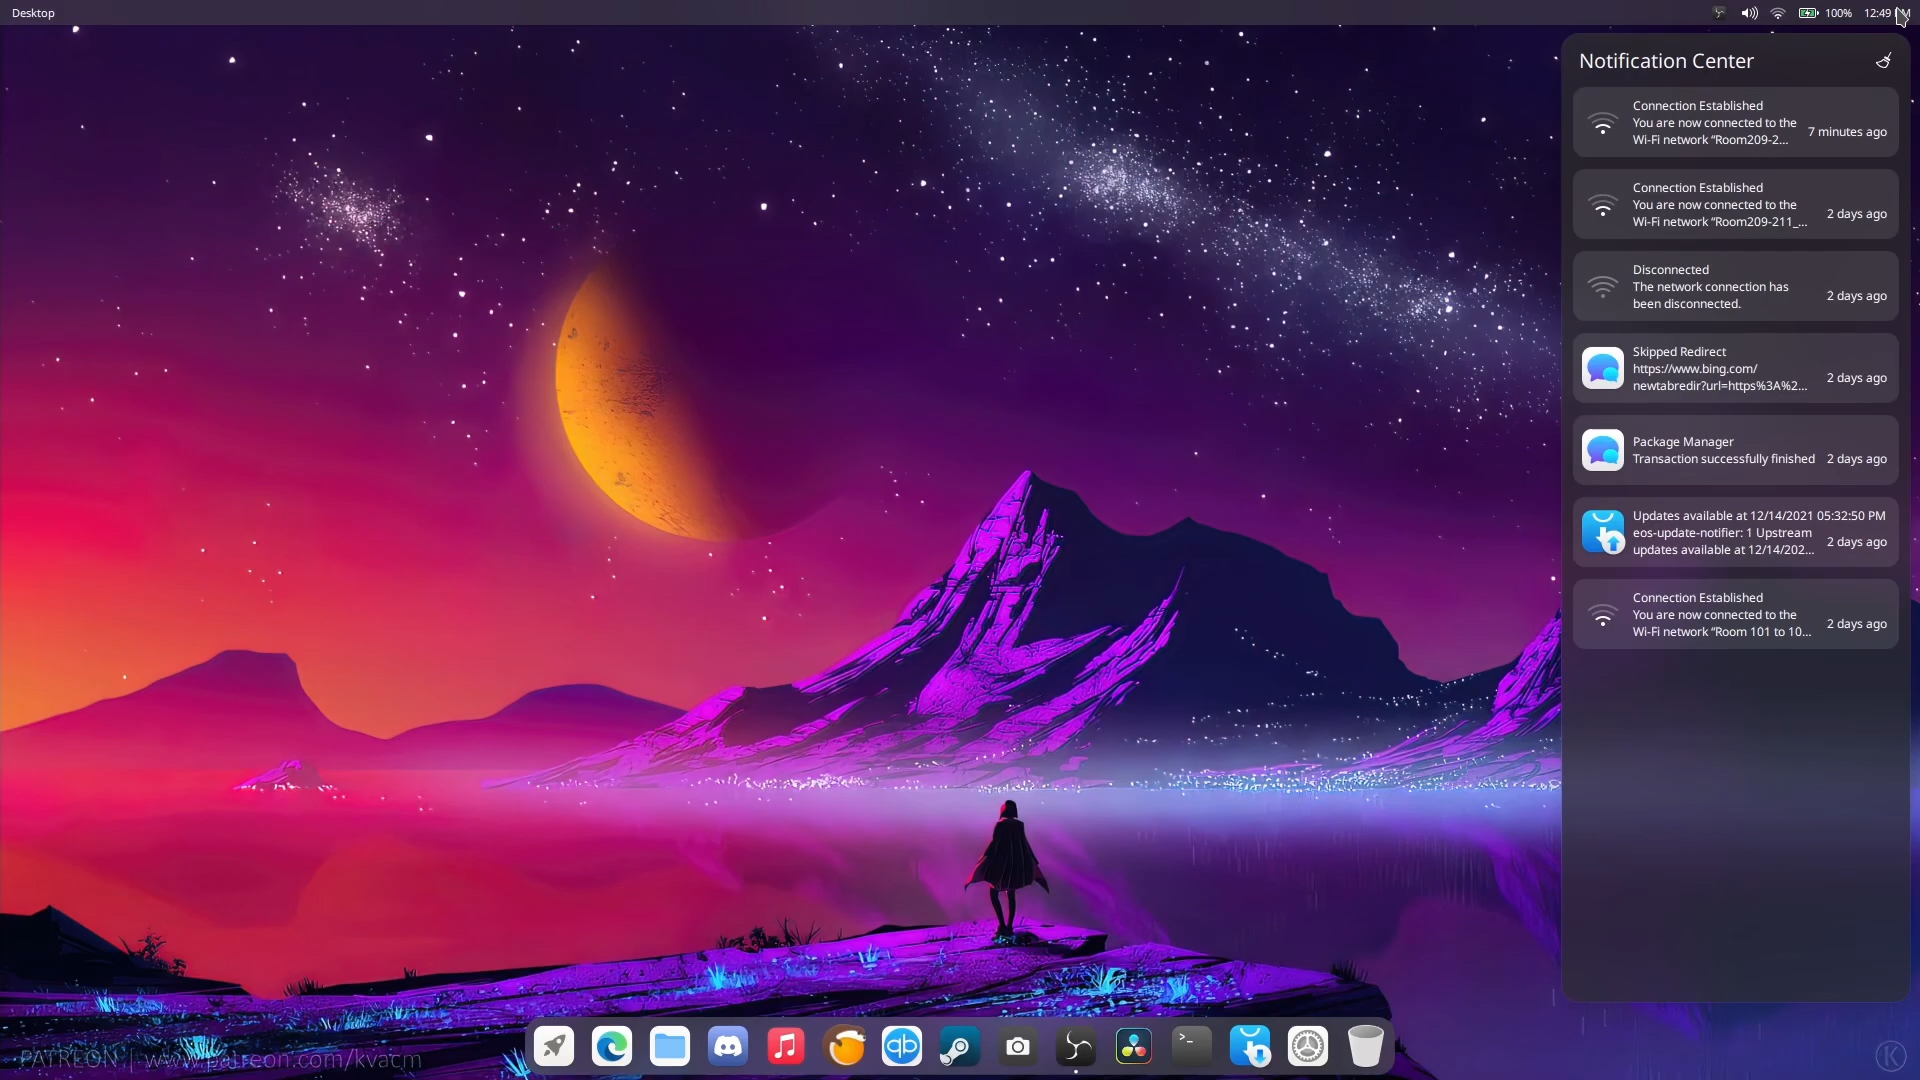 Desktop
100%
12:49
Notification Center
Connection Established
You are now connected to the
Wi-Fi network “Room209-2...
7 minutes ago
Connection Established
You are now connected to the
Wi-Fi network “Room209-211_...
2 days ago
Disconnected
The network connection has
been disconnected.
2 days ago
Skipped Redirect
https://www.bing.com/
newtabredir?url=https%3A%2...
2 days ago
Package Manager
Transaction successfully finished
2 days ago
Updates available at 12/14/2021 05:32:50 PM
eos-update-notifier: 1 Upstream
updates available at 12/14/202...
2 days ago
Connection Established
You are now connected to the
Wi-Fi network “Room 101 to 10...
2 days ago
qb
>_
PATREON | www.patreon.com/kvacm
K